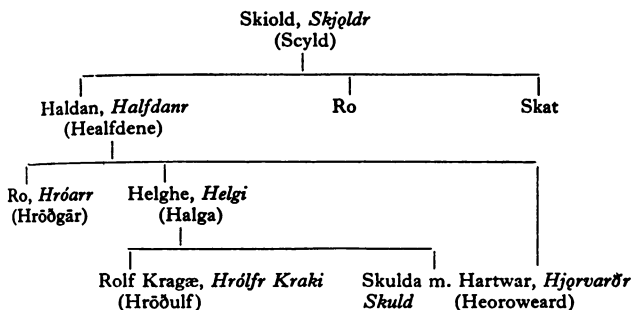 Skiold, Skjǫldr
(Scyld)
Haldan, Halfdanr Ro Skat
(Healfdene)
Ro, Hróarr Helghe, Helgi
(Hrōðgār) (Halga)
Rolf Kragæ, Hrólfr Kraki Skulda m. Hartwar, Hjǫrvarðr
(Hrōðulf) Skuld (Heoroweard)